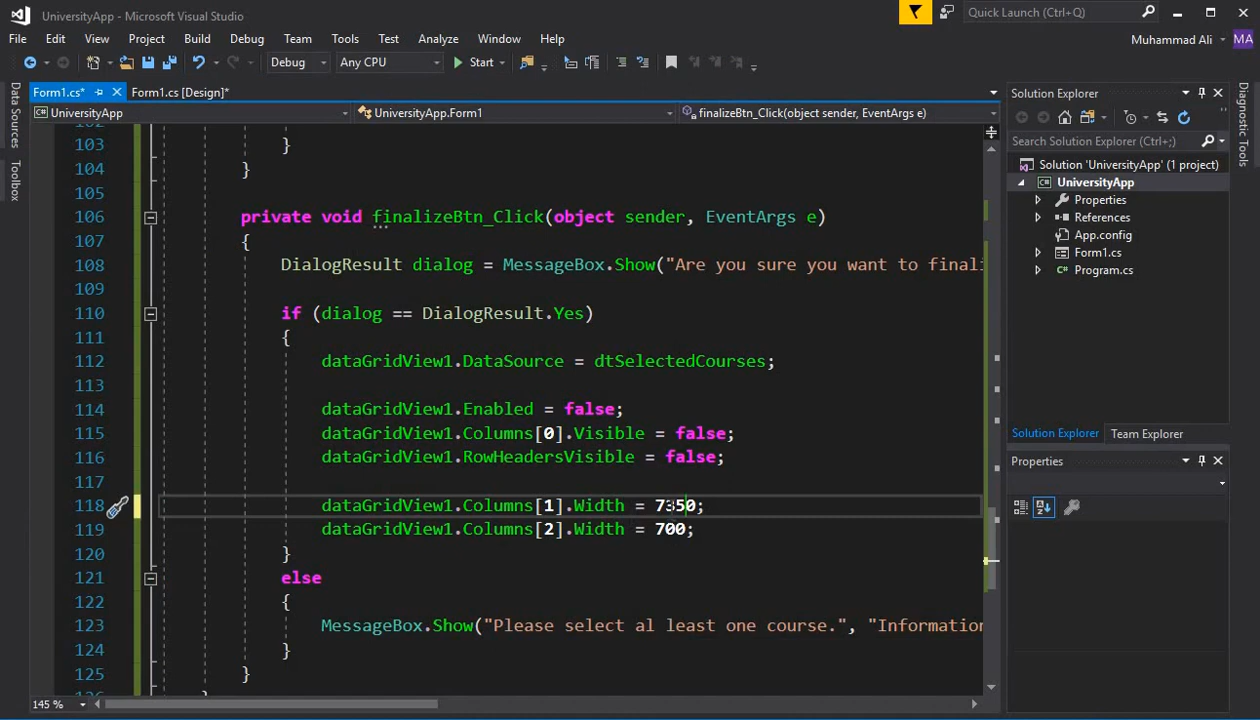 UniversityApp - Microsoft Visual Studio
Quick Launch (Ctrl+Q)
File Edit View Project Build Debug Team Tools Test Analyze Window Help
Muhammad Ali MA
Debug Any CPU Start
Data Sources
Toolbox
Form1.cs* Form1.cs [Design]*
UniversityApp UniversityApp.Form1 finalizeBtn_Click(object sender, EventArgs e)
103 }
104 }
105
106 private void finalizeBtn_Click(object sender, EventArgs e)
107 {
108 DialogResult dialog = MessageBox.Show("Are you sure you want to finali
109
110 if (dialog == DialogResult.Yes)
111 {
112 dataGridView1.DataSource = dtSelectedCourses;
113
114 dataGridView1.Enabled = false;
115 dataGridView1.Columns[0].Visible = false;
116 dataGridView1.RowHeadersVisible = false;
117
118 dataGridView1.Columns[1].Width = 7350;
119 dataGridView1.Columns[2].Width = 700;
120 }
121 else
122 {
123 MessageBox.Show("Please select al least one course.", "Information
124 }
125 }
145 %
Solution Explorer
Search Solution Explorer (Ctrl+;)
Solution 'UniversityApp' (1 project)
UniversityApp
Properties
References
App.config
Form1.cs
Program.cs
Solution Explorer Team Explorer
Properties
Diagnostic Tools